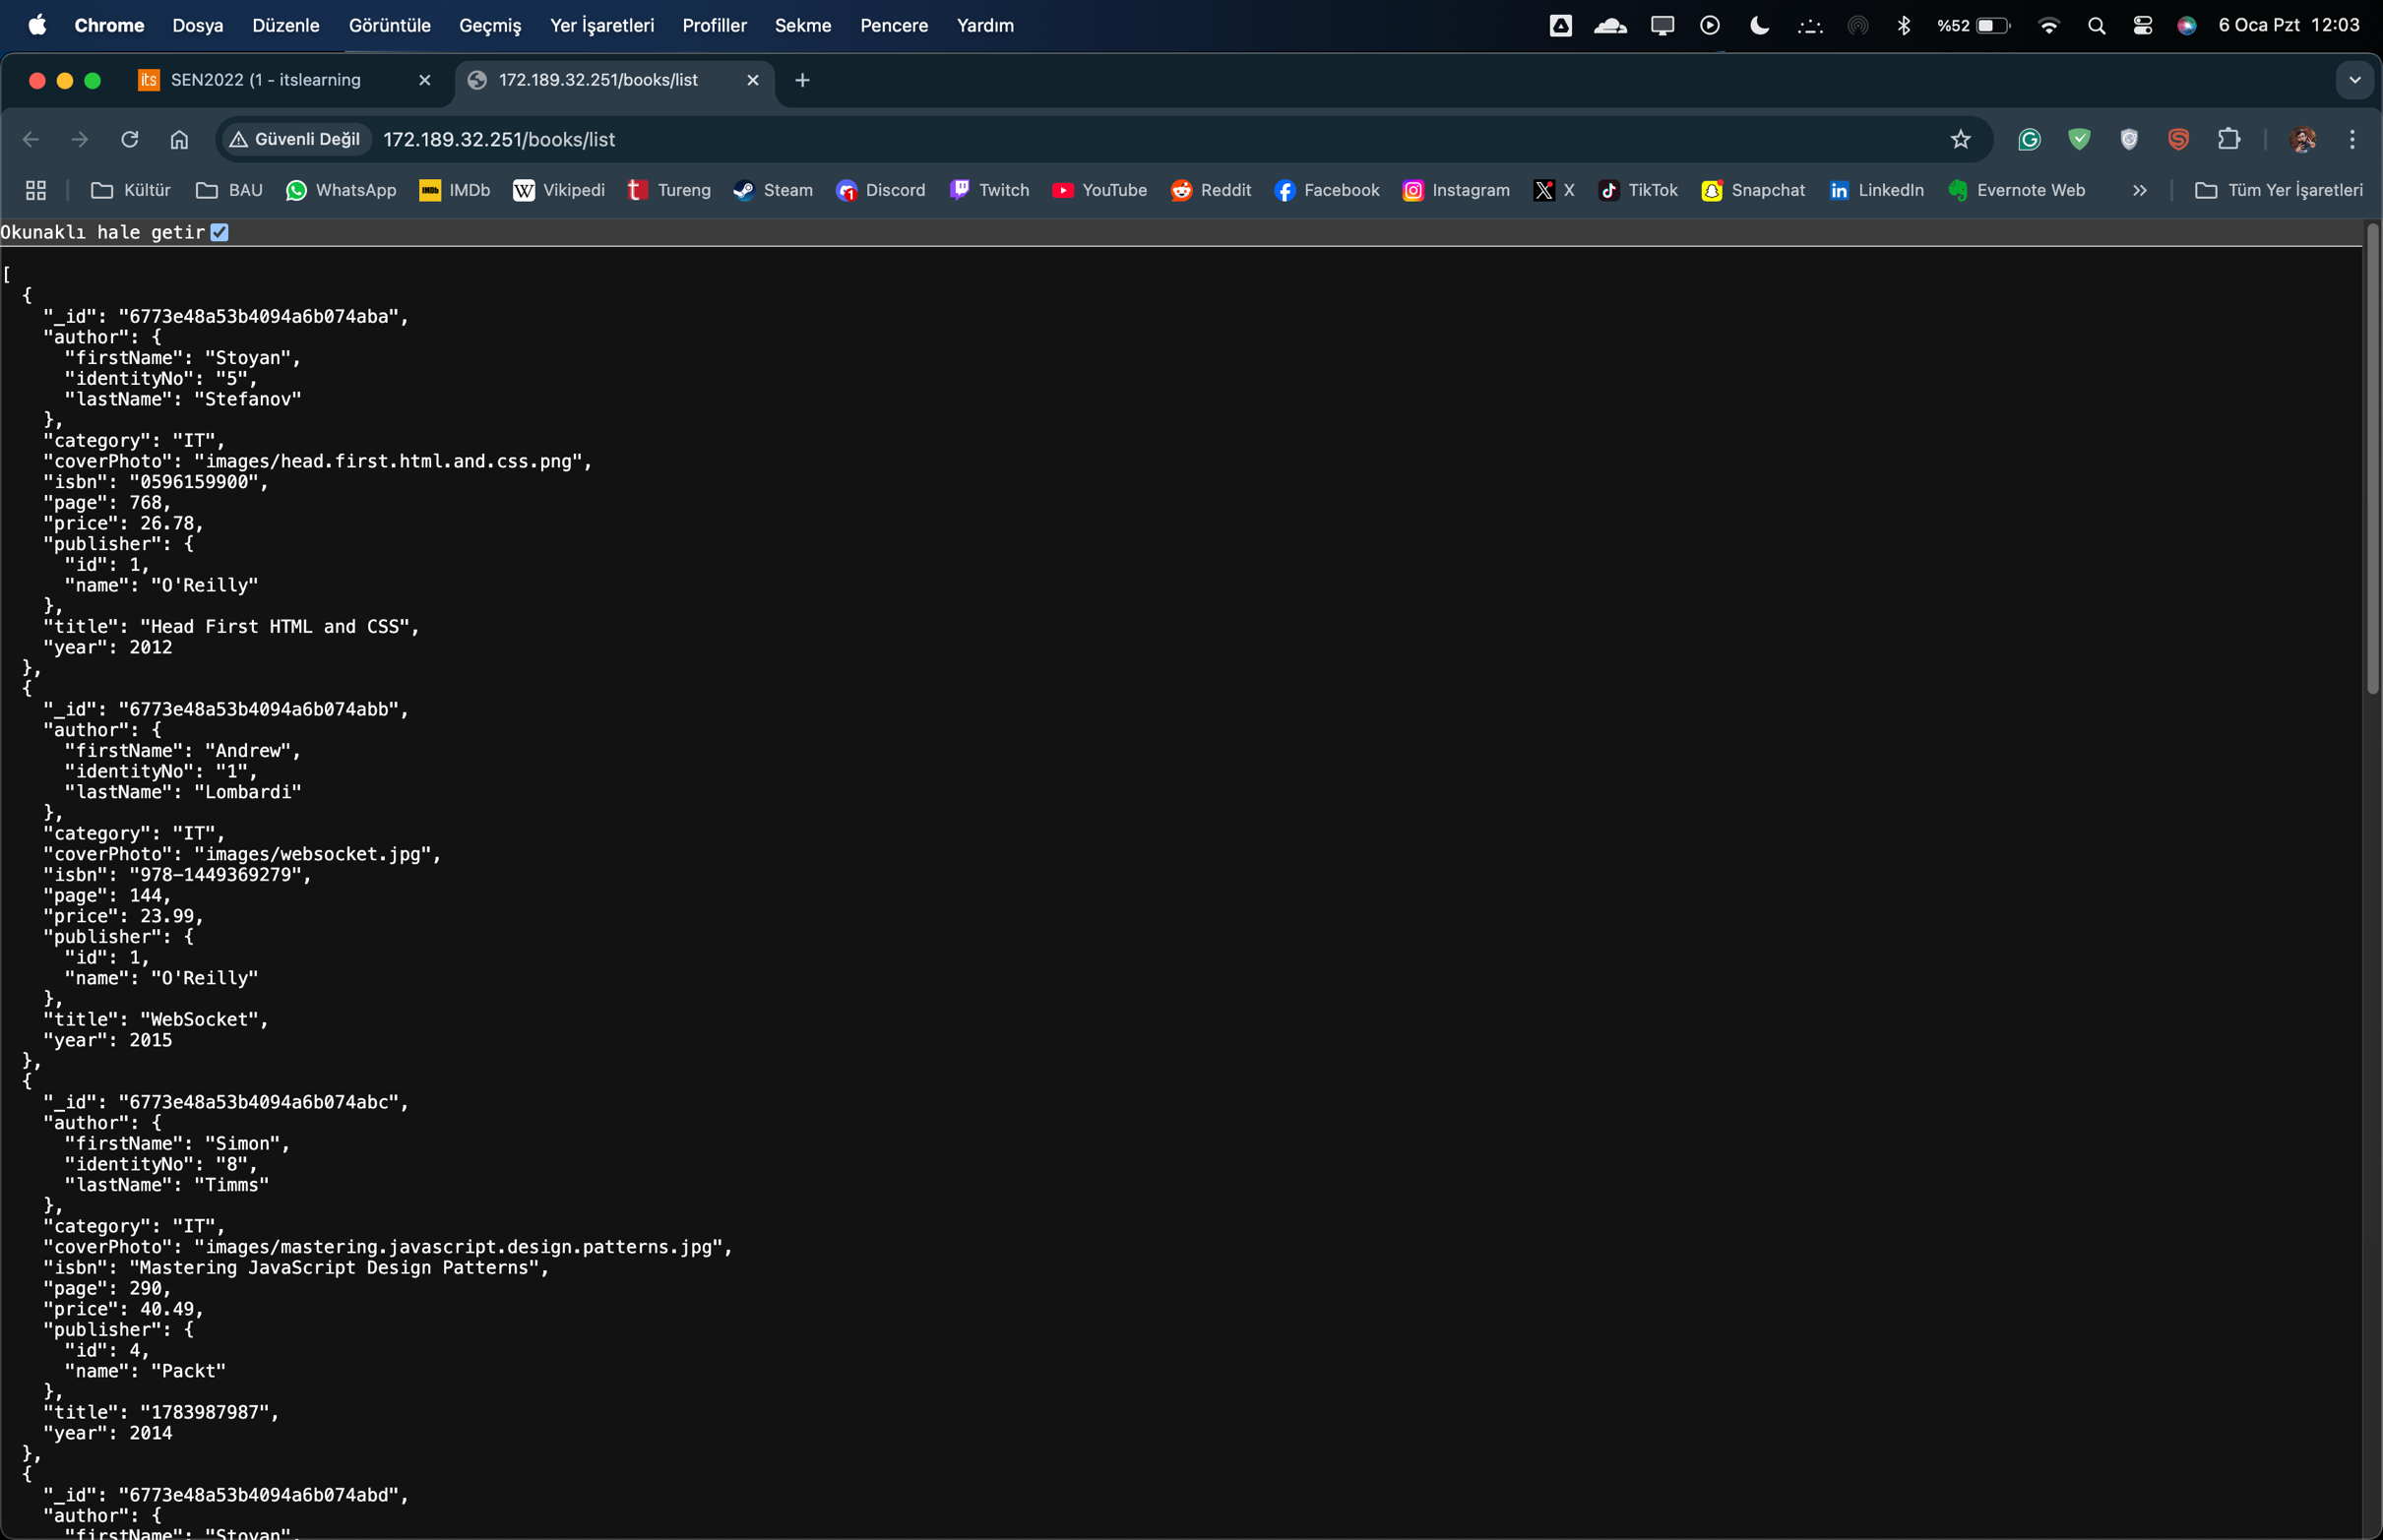 Chrome Dosya Düzenle Görüntüle Geçmiş Yer İşaretleri Profiller Sekme Pencere Yardım %52 6 Oca Pzt 12:03
its SEN2022 (1 - itslearning 172.189.32.251/books/list
Güvenli Değil 172.189.32.251/books/list
Kültür BAU WhatsApp IMDb Vikipedi Tureng Steam Discord Twitch YouTube Reddit Facebook Instagram X TikTok Snapchat LinkedIn Evernote Web Tüm Yer İşaretleri
Okunaklı hale getir
[
  {
    "_id": "6773e48a53b4094a6b074aba",
    "author": {
      "firstName": "Stoyan",
      "identityNo": "5",
      "lastName": "Stefanov"
    },
    "category": "IT",
    "coverPhoto": "images/head.first.html.and.css.png",
    "isbn": "0596159900",
    "page": 768,
    "price": 26.78,
    "publisher": {
      "id": 1,
      "name": "O'Reilly"
    },
    "title": "Head First HTML and CSS",
    "year": 2012
  },
  {
    "_id": "6773e48a53b4094a6b074abb",
    "author": {
      "firstName": "Andrew",
      "identityNo": "1",
      "lastName": "Lombardi"
    },
    "category": "IT",
    "coverPhoto": "images/websocket.jpg",
    "isbn": "978-1449369279",
    "page": 144,
    "price": 23.99,
    "publisher": {
      "id": 1,
      "name": "O'Reilly"
    },
    "title": "WebSocket",
    "year": 2015
  },
  {
    "_id": "6773e48a53b4094a6b074abc",
    "author": {
      "firstName": "Simon",
      "identityNo": "8",
      "lastName": "Timms"
    },
    "category": "IT",
    "coverPhoto": "images/mastering.javascript.design.patterns.jpg",
    "isbn": "Mastering JavaScript Design Patterns",
    "page": 290,
    "price": 40.49,
    "publisher": {
      "id": 4,
      "name": "Packt"
    },
    "title": "1783987987",
    "year": 2014
  },
  {
    "_id": "6773e48a53b4094a6b074abd",
    "author": {
      "firstName": "Stoyan",